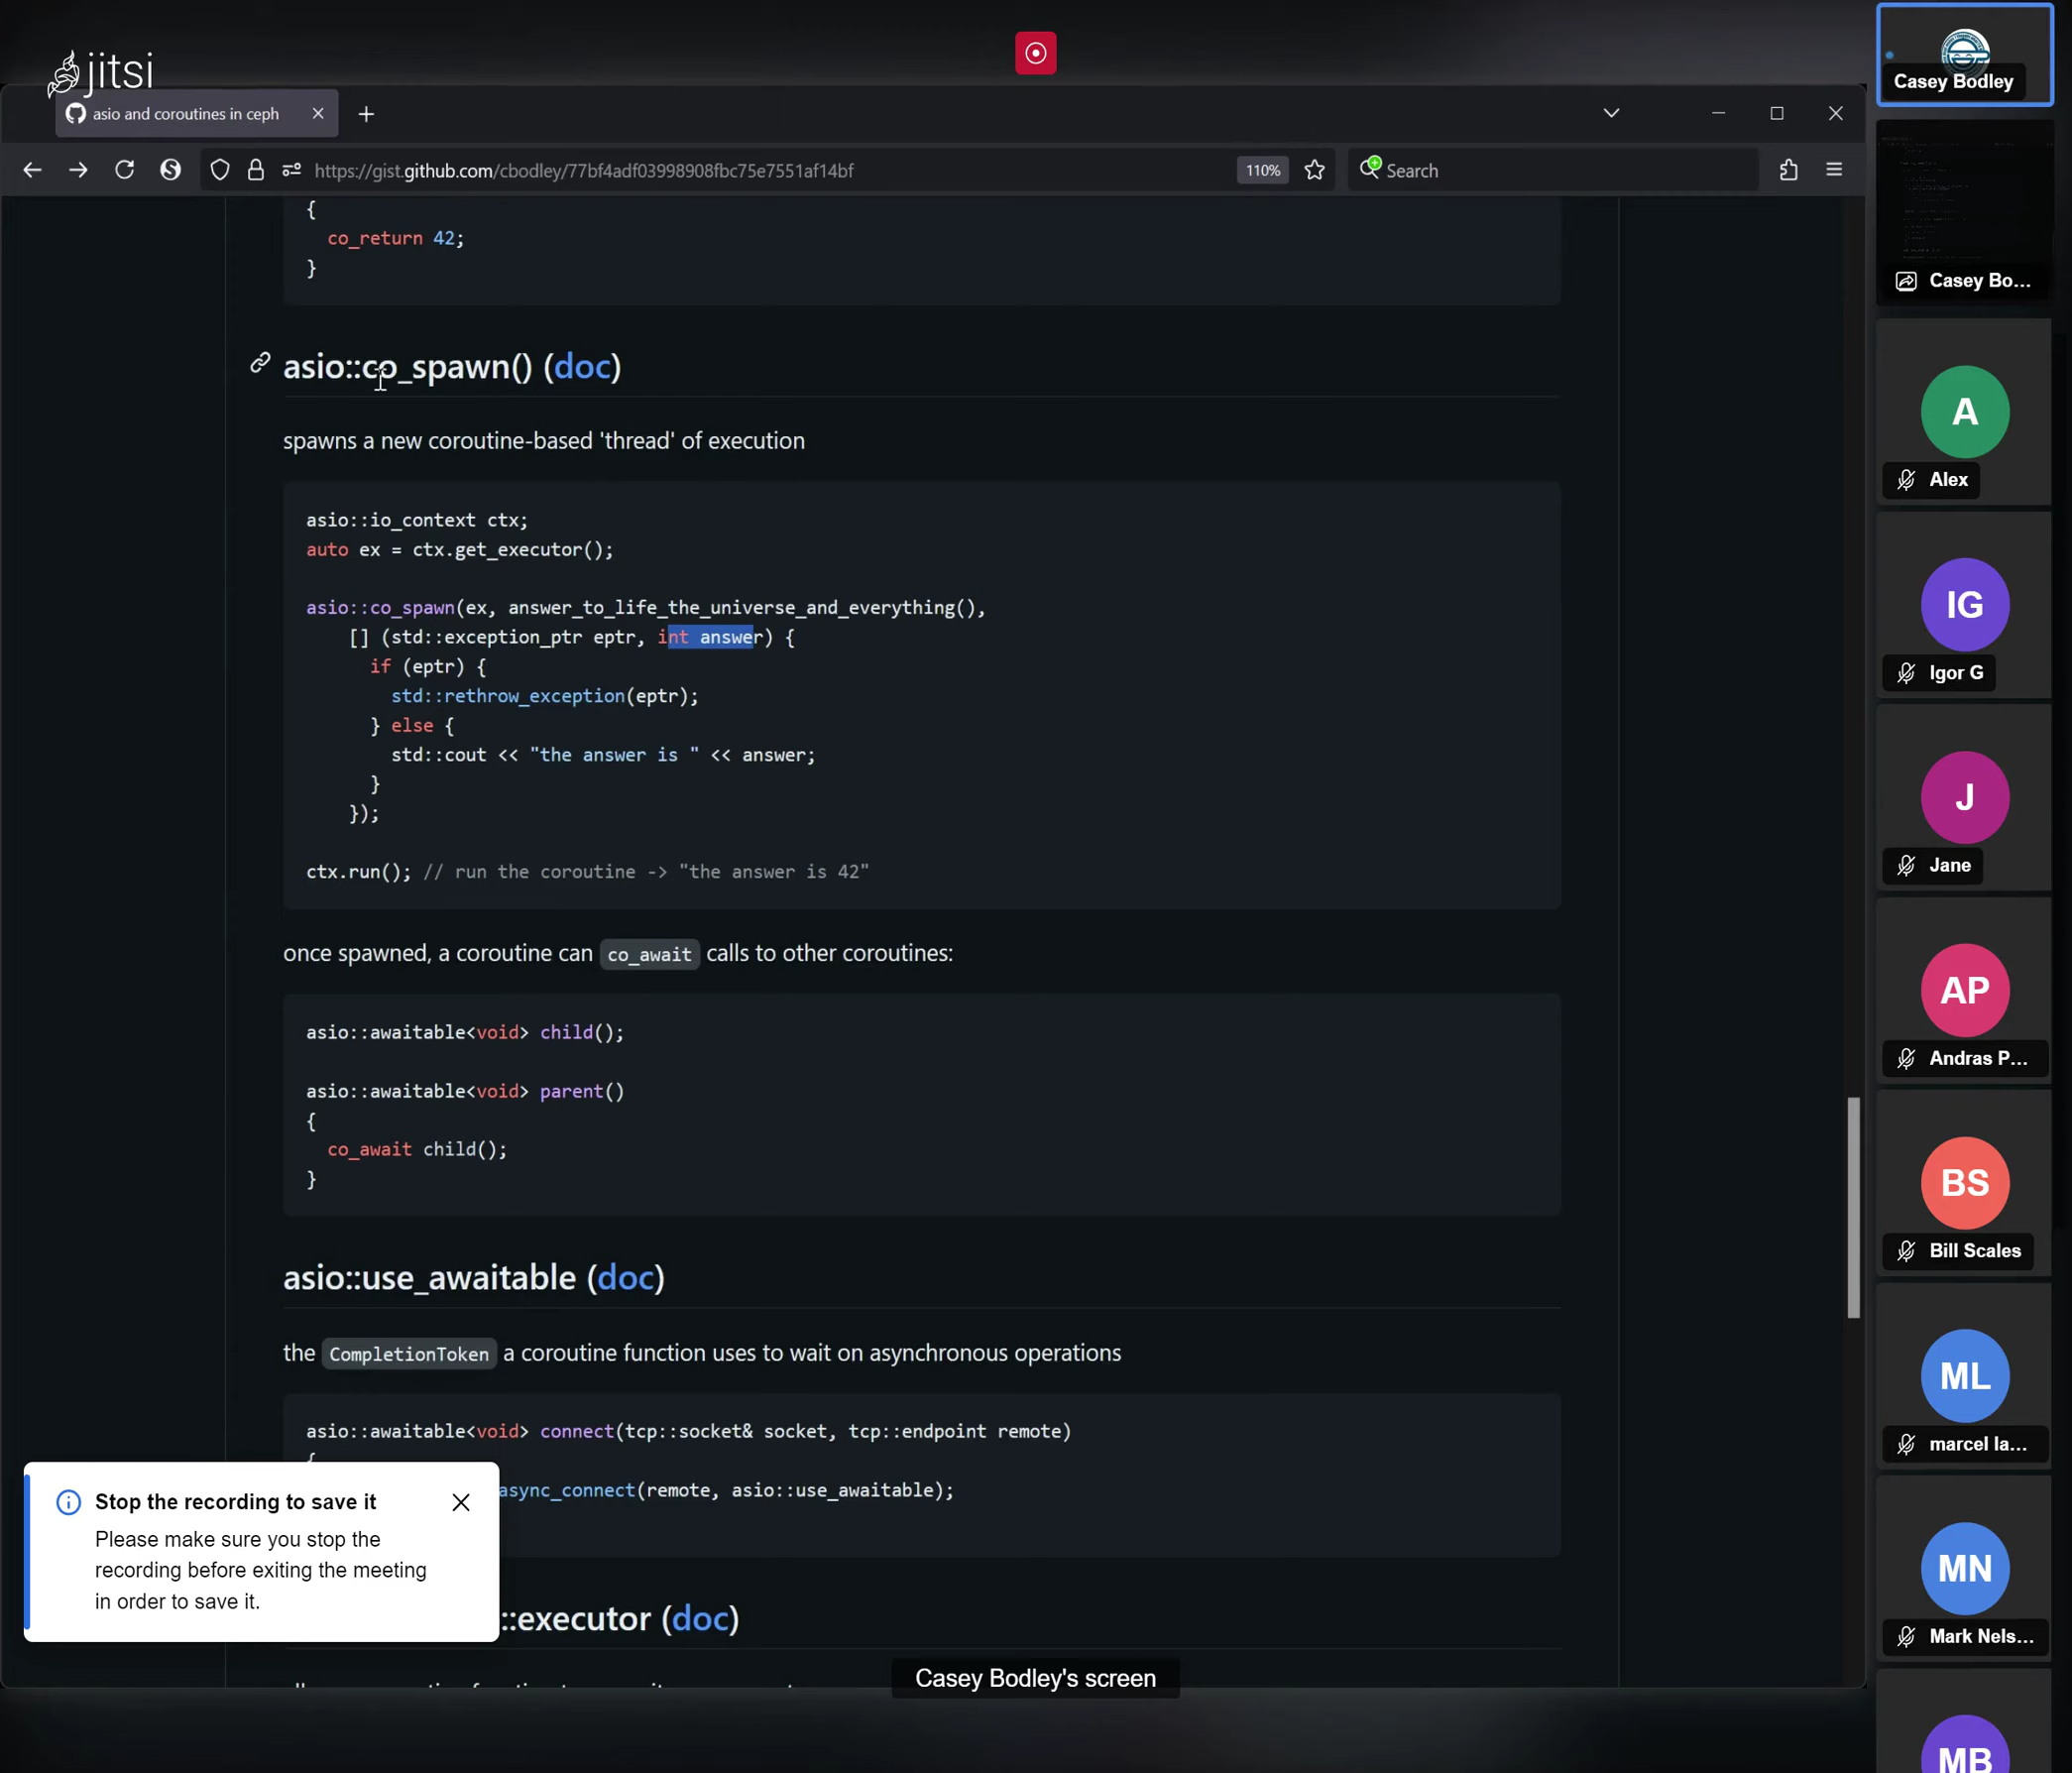 jitsi
asio and coroutines in ceph
https://gist.github.com/cbodley/77bf4adf03998908fbc75e7551af14bf
110%
Search
{
co_return 42;
}
asio::co_spawn() (doc)
spawns a new coroutine-based 'thread' of execution
asio::io_context ctx;
auto ex = ctx.get_executor();
asio::co_spawn(ex, answer_to_life_the_universe_and_everything(),
[] (std::exception_ptr eptr, int answer) {
if (eptr) {
std::rethrow_exception(eptr);
} else {
std::cout << "the answer is " << answer;
}
});
ctx.run(); // run the coroutine -> "the answer is 42"
once spawned, a coroutine can co_await calls to other coroutines:
asio::awaitable<void> child();
asio::awaitable<void> parent()
{
co_await child();
}
asio::use_awaitable (doc)
the CompletionToken a coroutine function uses to wait on asynchronous operations
asio::awaitable<void> connect(tcp::socket& socket, tcp::endpoint remote)
{
async_connect(remote, asio::use_awaitable);
::executor (doc)
Stop the recording to save it
Please make sure you stop the
recording before exiting the meeting
in order to save it.
Casey Bodley's screen
Casey Bodley
Casey Bo...
A
Alex
IG
Igor G
J
Jane
AP
Andras P...
BS
Bill Scales
ML
marcel la...
MN
Mark Nels...
MB